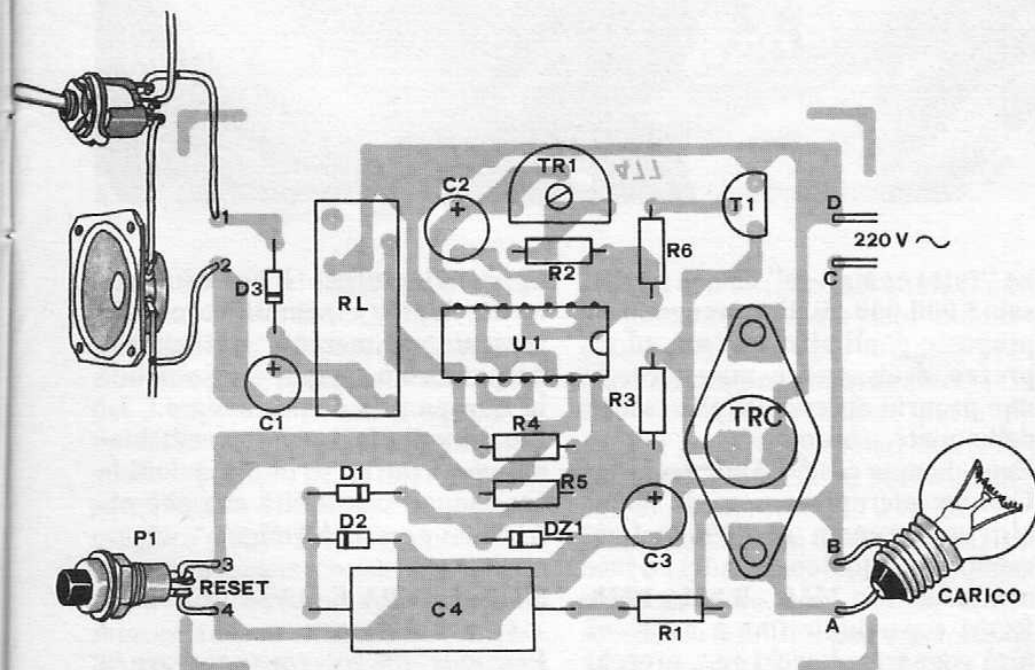 TR1
477
C2
+
T1
D
1
R6
220 V ~
R2
2
C
D3
RL
U1
+
C1
R3
TRC
R4
D1
R5
+
D2
DZ1
B
C3
P1
3
RESET
C4
CARICO
4
R1
A